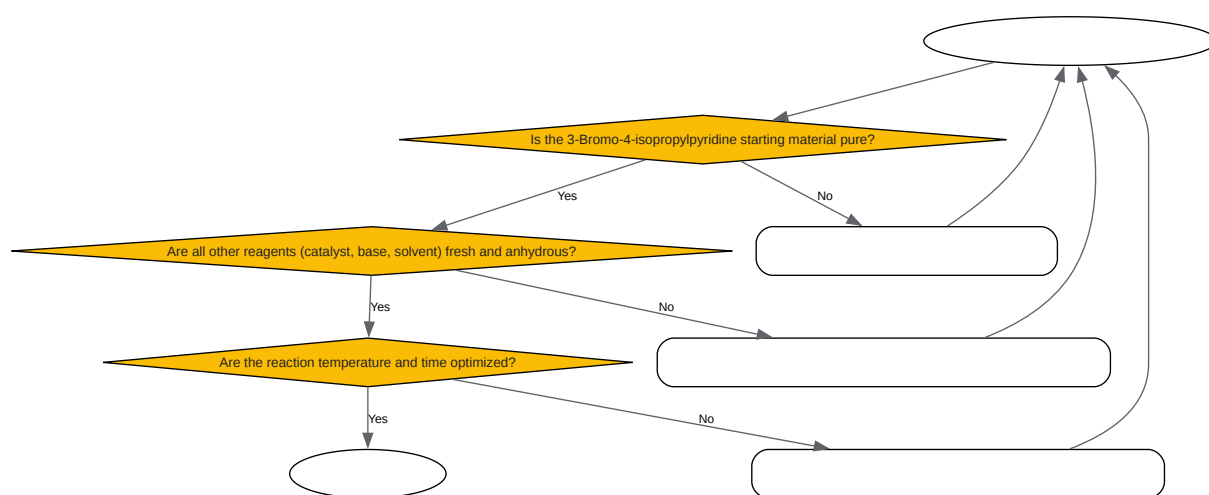 Is the 3-Bromo-4-isopropylpyridine starting material pure?
Yes
No
Are all other reagents (catalyst, base, solvent) fresh and anhydrous?
Yes
No
Are the reaction temperature and time optimized?
Yes
No